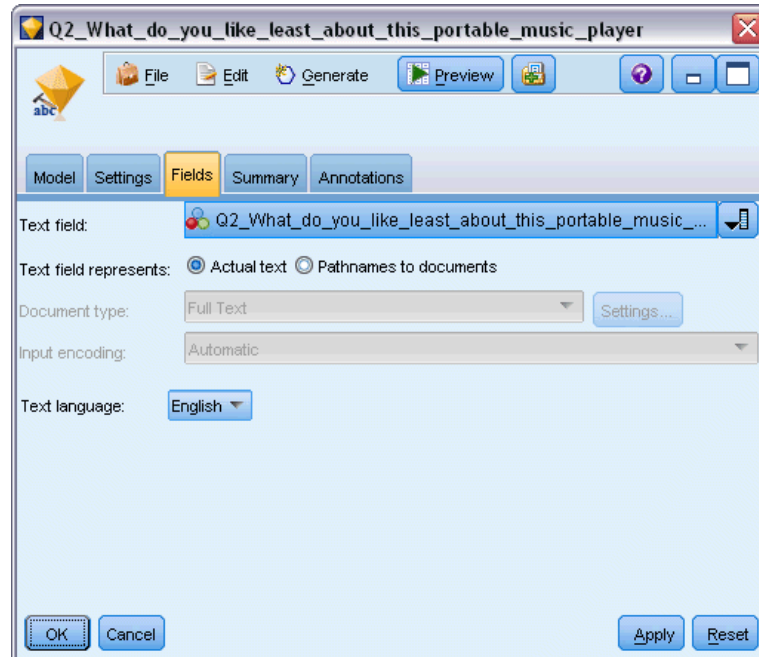 Q2_What_do_you_like_least_about_this_portable_music_player
abc
File Edit Generate Preview
Model Settings Fields Summary Annotations
Text field: Q2_What_do_you_like_least_about_this_portable_music_...
Text field represents: Actual text Pathnames to documents
Document type: Full Text Settings...
Input encoding: Automatic
Text language: English
OK Cancel Apply Reset